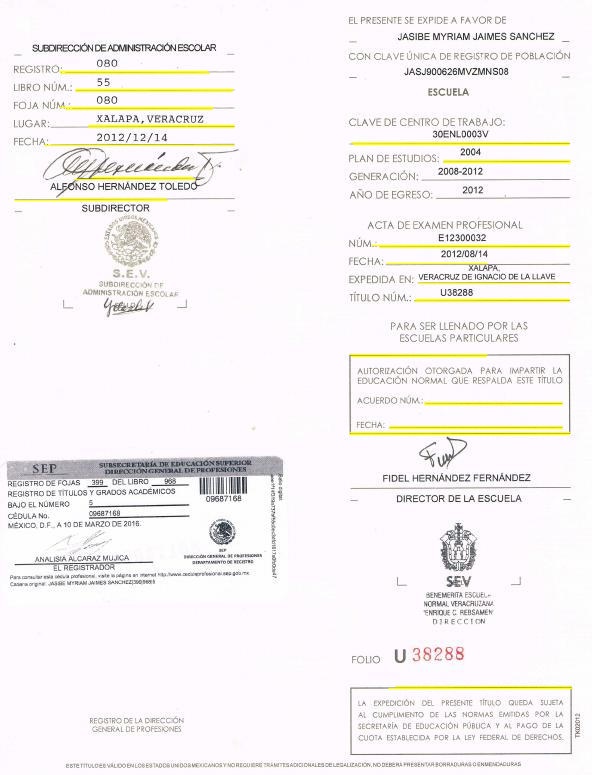 SUBDIRECCIÓN DE ADMINISTRACIÓN ESCOLAR
REGISTRO: 080
LIBRO NÚM.: 55
FOJA NÚM.: 080
LUGAR: XALAPA, VERACRUZ
FECHA: 2012/12/14
ALFONSO HERNÁNDEZ TOLEDO
SUBDIRECTOR
ESTADOS UNIDOS MEXICANOS
S.E.V.
SUBDIRECCIÓN DE
ADMINISTRACIÓN ESCOLAR
SEP
SUBSECRETARÍA DE EDUCACIÓN SUPERIOR
DIRECCIÓN GENERAL DE PROFESIONES
REGISTRO DE FOJAS 399 DEL LIBRO 968
REGISTRO DE TÍTULOS Y GRADOS ACADÉMICOS
BAJO EL NÚMERO 5
CÉDULA No. 09687168
MÉXICO, D.F., A 10 DE MARZO DE 2016.
09687168
ANALISIA ALCARAZ MUJICA
EL REGISTRADOR
SEP
DIRECCIÓN GENERAL DE PROFESIONES
DEPARTAMENTO DE REGISTRO
Para consultar esta cédula profesional, visite la página en internet http://www.cedulaprofesional.sep.gob.mx
Cadena original: JASIBE MYRIAM JAIMES SANCHEZ|399|968|5
REGISTRO DE LA DIRECCIÓN
GENERAL DE PROFESIONES
EL PRESENTE SE EXPIDE A FAVOR DE
JASIBE MYRIAM JAIMES SANCHEZ
CON CLAVE ÚNICA DE REGISTRO DE POBLACIÓN
JASJ900626MVZMNS08
ESCUELA
CLAVE DE CENTRO DE TRABAJO:
30ENL0003V
PLAN DE ESTUDIOS: 2004
GENERACIÓN: 2008-2012
AÑO DE EGRESO: 2012
ACTA DE EXAMEN PROFESIONAL
NÚM.: E12300032
FECHA: 2012/08/14
XALAPA,
EXPEDIDA EN: VERACRUZ DE IGNACIO DE LA LLAVE
TÍTULO NÚM.: U38288
PARA SER LLENADO POR LAS
ESCUELAS PARTICULARES
AUTORIZACIÓN OTORGADA PARA IMPARTIR LA
EDUCACIÓN NORMAL QUE RESPALDA ESTE TÍTULO
ACUERDO NÚM.:
FECHA:
FIDEL HERNÁNDEZ FERNÁNDEZ
DIRECTOR DE LA ESCUELA
SEV
BENEMERITA ESCUELA
NORMAL VERACRUZANA
"ENRIQUE C. REBSAMEN"
DIRECCION
FOLIO U 38288
LA EXPEDICIÓN DEL PRESENTE TÍTULO QUEDA SUJETA
AL CUMPLIMIENTO DE LAS NORMAS EMITIDAS POR LA
SECRETARÍA DE EDUCACIÓN PÚBLICA Y AL PAGO DE LA
CUOTA ESTABLECIDA POR LA LEY FEDERAL DE DERECHOS.
TK02012
ESTE TÍTULO ES VÁLIDO EN LOS ESTADOS UNIDOS MEXICANOS Y NO REQUIERE TRÁMITES ADICIONALES DE LEGALIZACIÓN, NO DEBERÁ PRESENTAR BORRADURAS O ENMENDADURAS